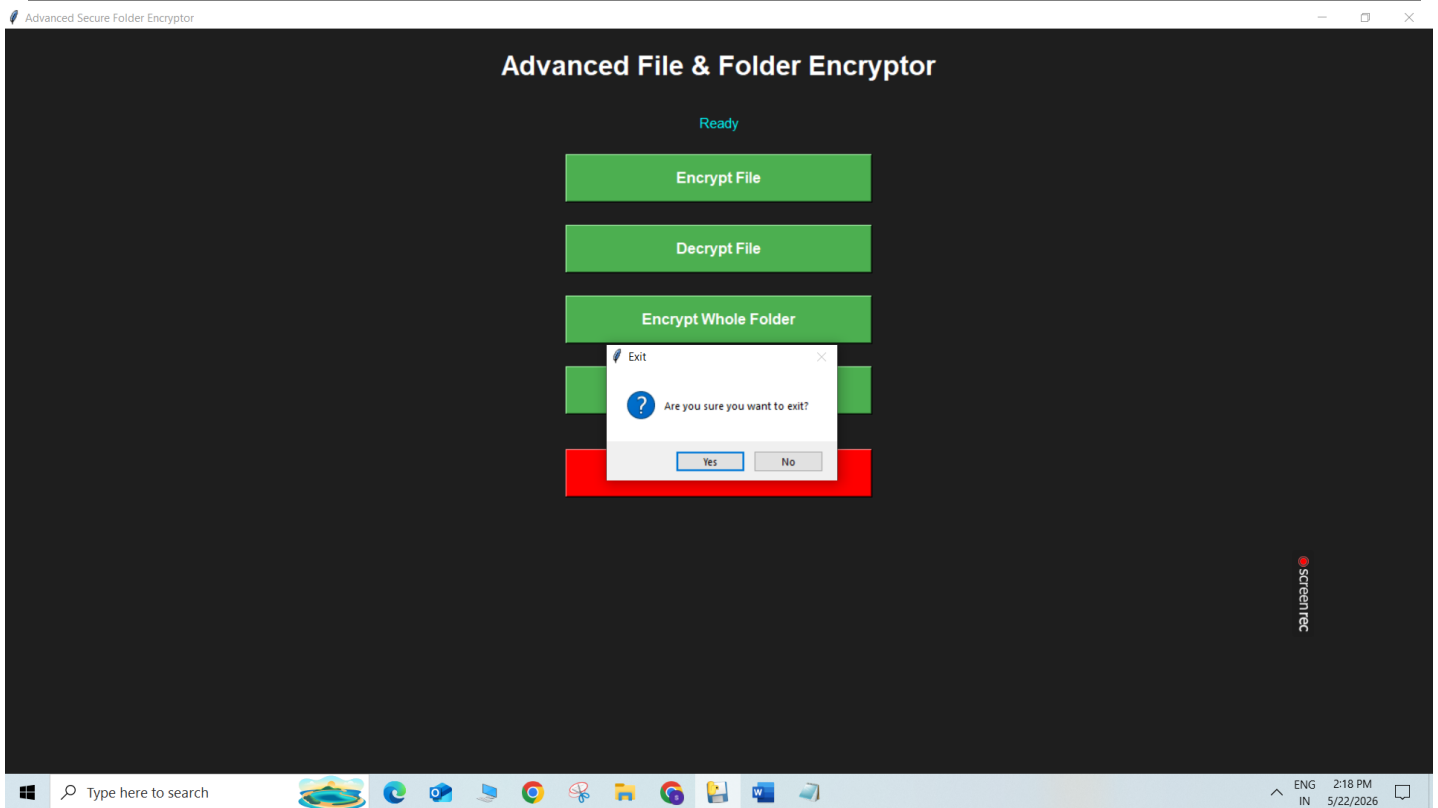 Advanced Secure Folder Encryptor
Advanced File & Folder Encryptor
Ready
Encrypt File
Decrypt File
Encrypt Whole Folder
Exit
Are you sure you want to exit?
Yes
No
screenrec
Type here to search
ENG
IN
2:18 PM
5/22/2026